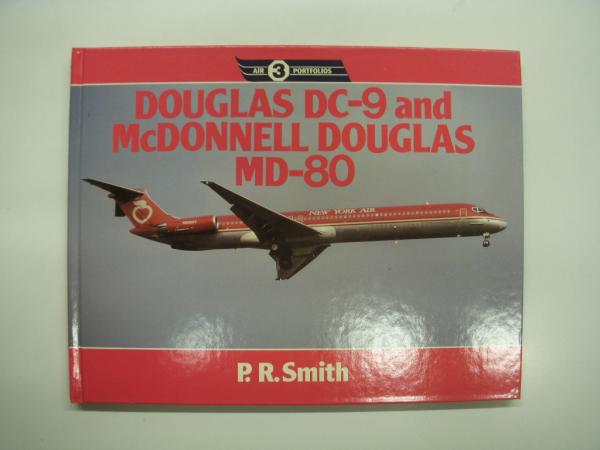 AIR 3 PORTFOLIOS
DOUGLAS DC-9 and
McDONNELL DOUGLAS
MD-80
NEW YORK AIR
P. R. Smith